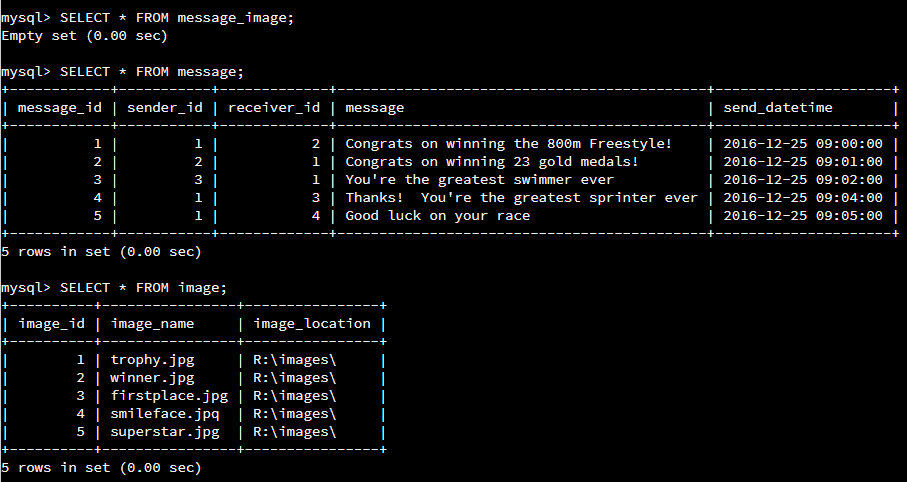 mysql> SELECT * FROM message_image;
Empty set (0.00 sec)
mysql> SELECT * FROM message;
+------------+-----------+-------------+---------------------------------------------+---------------------+
| message_id | sender_id | receiver_id | message                                     | send_datetime       |
+------------+-----------+-------------+---------------------------------------------+---------------------+
|          1 |         1 |           2 | Congrats on winning the 800m Freestyle!     | 2016-12-25 09:00:00 |
|          2 |         2 |           1 | Congrats on winning 23 gold medals!         | 2016-12-25 09:01:00 |
|          3 |         3 |           1 | You're the greatest swimmer ever            | 2016-12-25 09:02:00 |
|          4 |         1 |           3 | Thanks!  You're the greatest sprinter ever | 2016-12-25 09:04:00 |
|          5 |         1 |           4 | Good luck on your race                      | 2016-12-25 09:05:00 |
+------------+-----------+-------------+---------------------------------------------+---------------------+
5 rows in set (0.00 sec)
mysql> SELECT * FROM image;
+----------+----------------+----------------+
| image_id | image_name     | image_location |
+----------+----------------+----------------+
|        1 | trophy.jpg     | R:\images\     |
|        2 | winner.jpg     | R:\images\     |
|        3 | firstplace.jpg | R:\images\     |
|        4 | smileface.jpq  | R:\images\     |
|        5 | superstar.jpg  | R:\images\     |
+----------+----------------+----------------+
5 rows in set (0.00 sec)